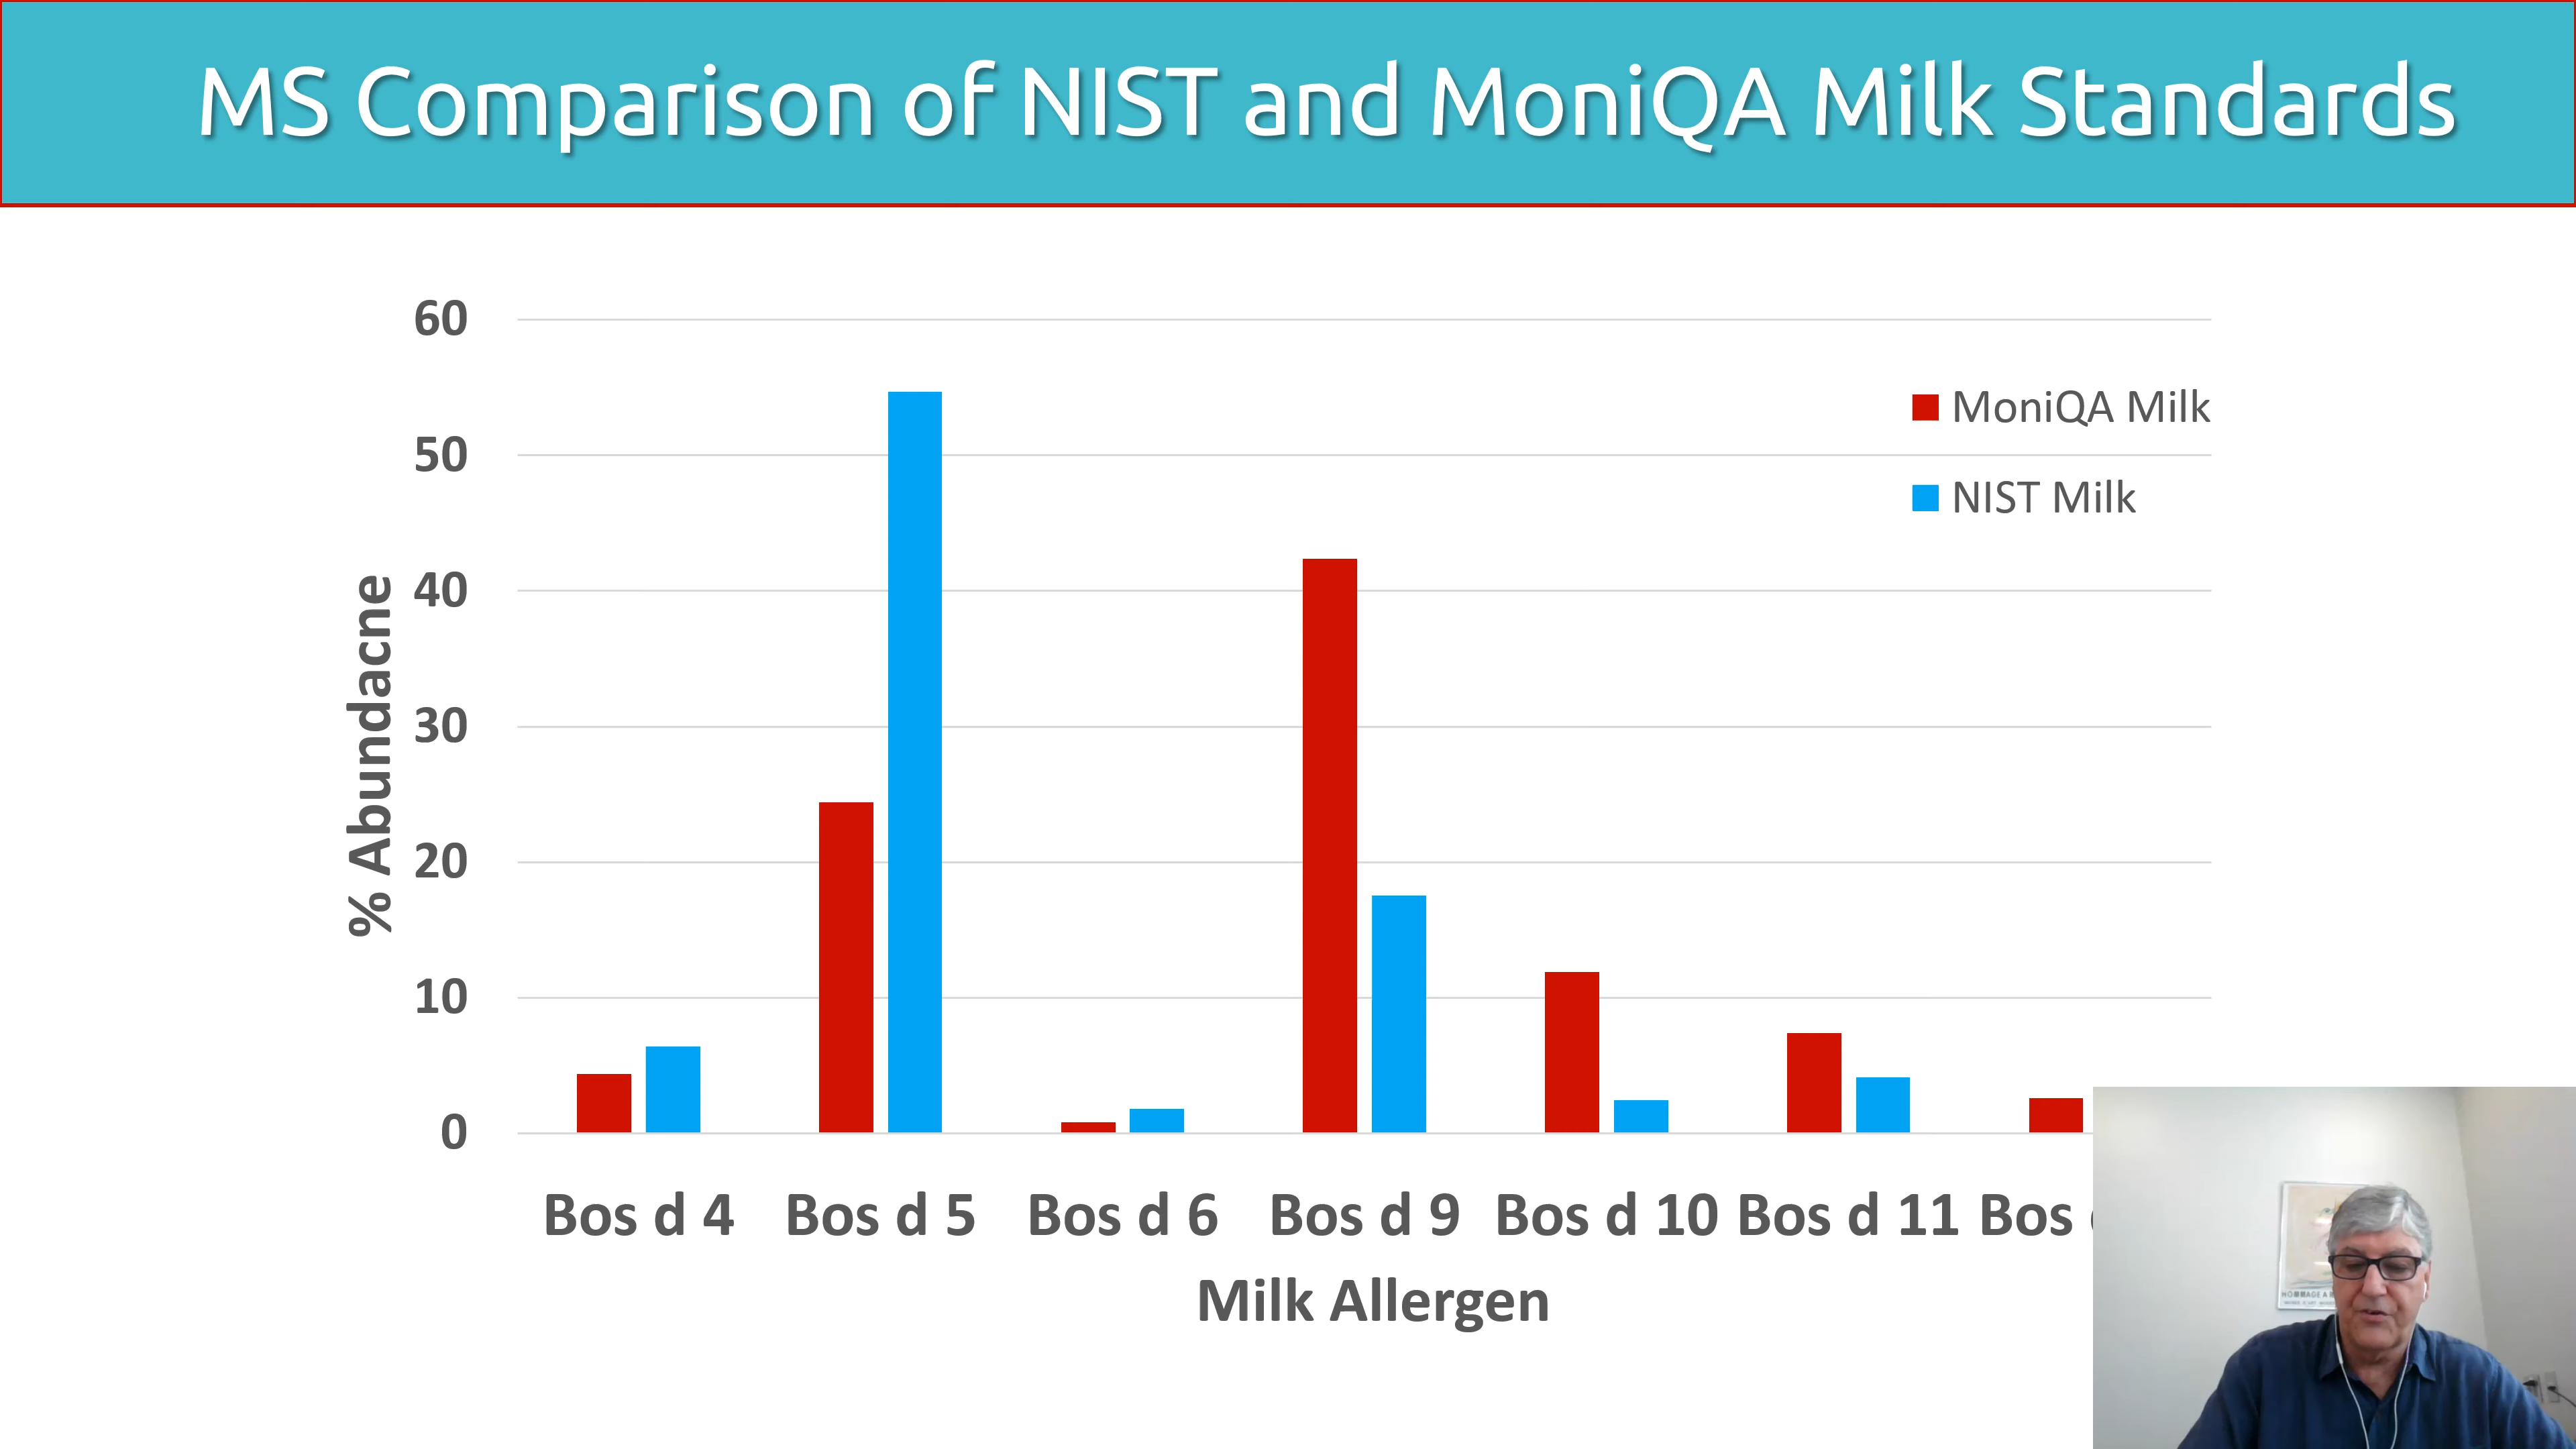 MS Comparison of NIST and MoniQA Milk Standards
60
MoniQA Milk
50
NIST Milk
40
30
20
10
0
% Abundacne
Bos d 4 Bos d 5 Bos d 6 Bos d 9 Bos d 10 Bos d 11 Bos
Milk Allergen
HOMMAGE A